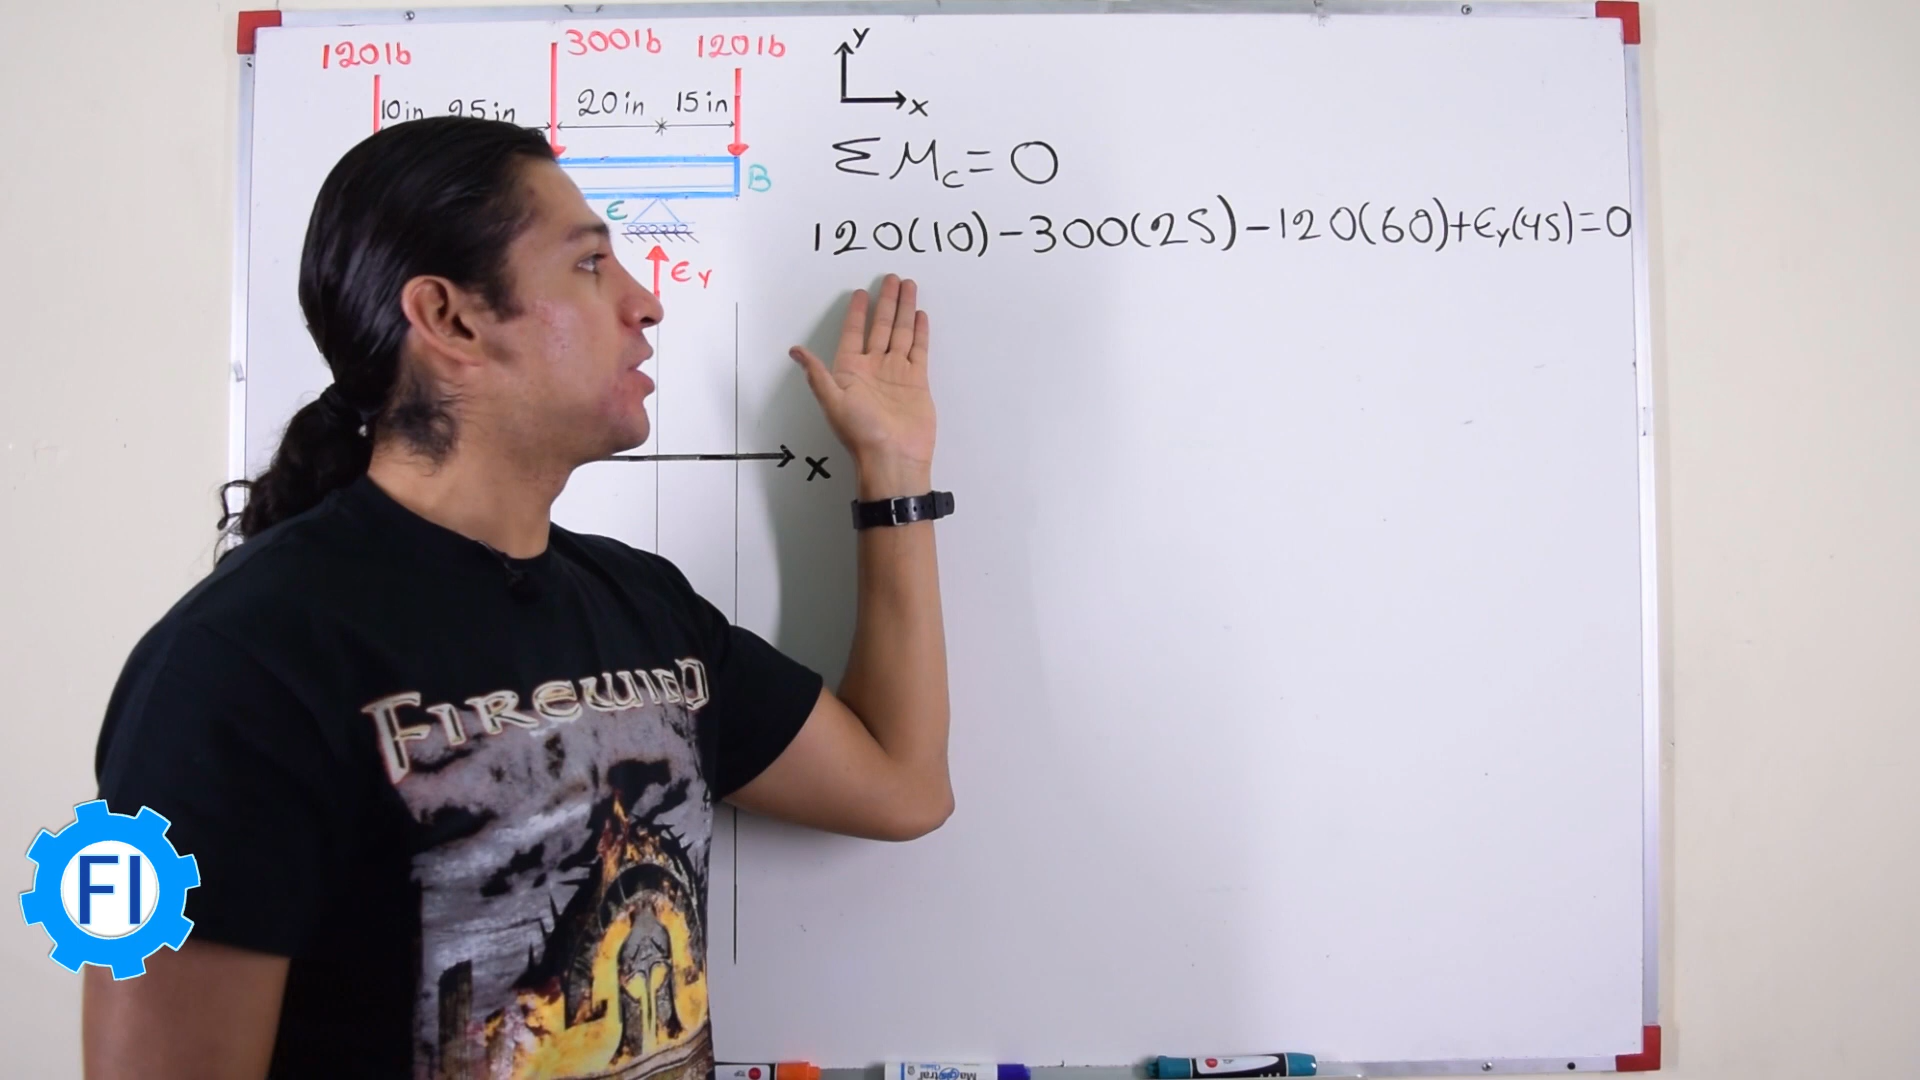 120lb 300lb 120lb
10in 25in 20in 15in
B
E
Ey
x
Y
x
ΣMc=0
120(10)-300(25)-120(60)+Ey(45)=0
FIREWIND
FI
Magistral